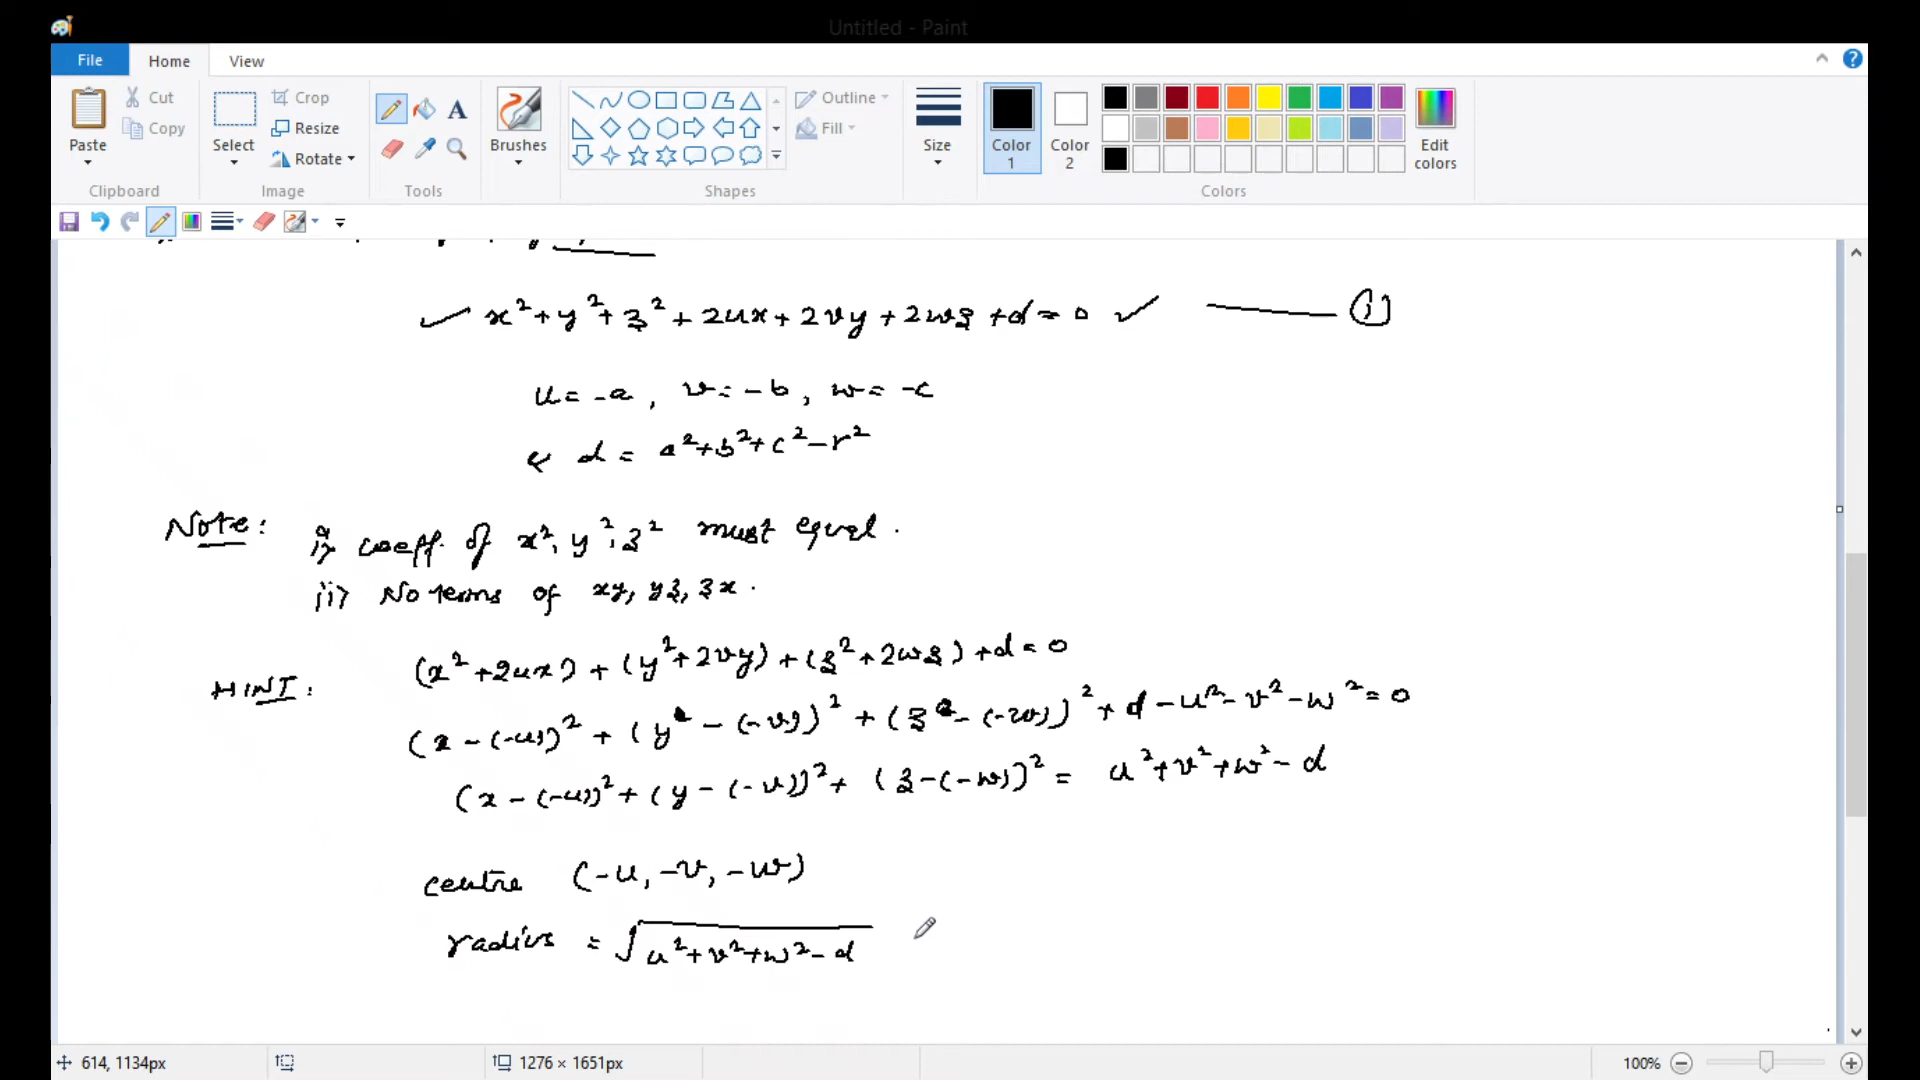 Untitled - Paint
File Home View
Paste Cut Copy Clipboard
Select Crop Resize Rotate Image
Tools
Brushes
Shapes Outline Fill
Size
Color 1 Color 2 Edit colors Colors
x²+y²+z²+2ux+2vy+2wz+d=0 ①
u=-a, v=-b, w=-c
& d = a²+b²+c²-r²
Note: i) coeff. of x², y², z² must equal.
ii) No terms of xy, yz, zx.
HINT: (x²+2ux)+(y²+2vy)+(z²+2wz)+d=0
(x-(-u))²+(y-(-v))²+(z-(-w))²+d-u²-v²-w²=0
(x-(-u))²+(y-(-v))²+(z-(-w))²= u²+v²+w²-d
centre (-u,-v,-w)
radius = √u²+v²+w²-d
614, 1134px 1276 × 1651px 100%